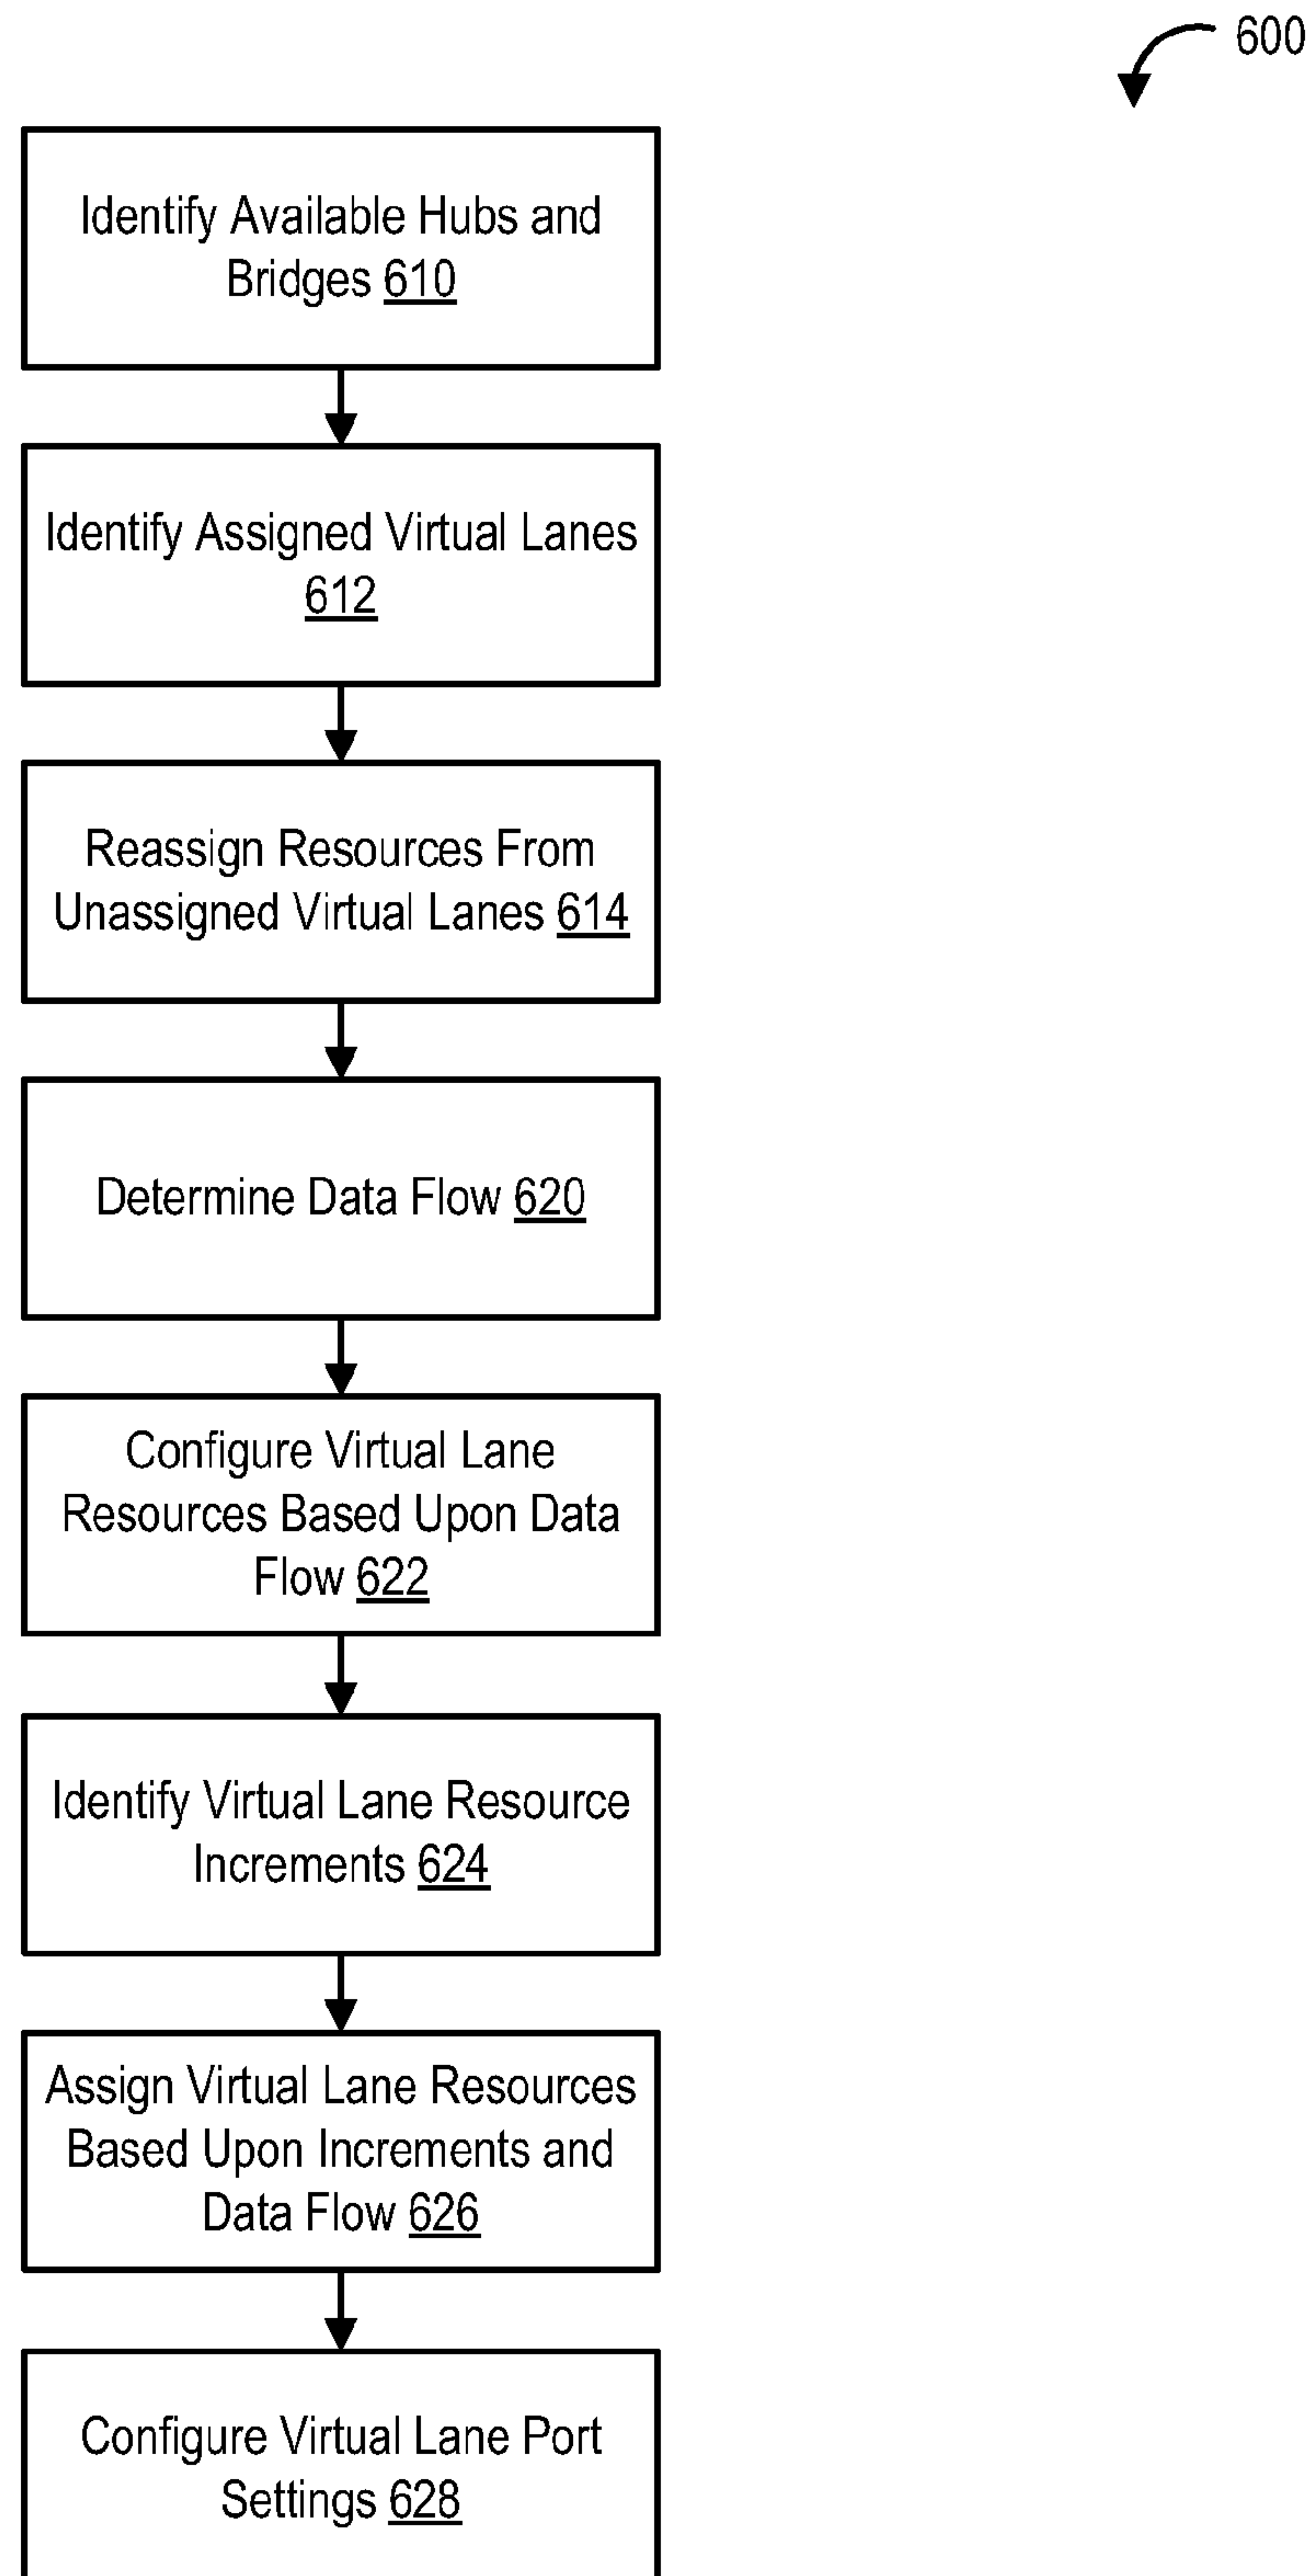 600
Identify Available Hubs and
Bridges 610
Identify Assigned Virtual Lanes
612
Reassign Resources From
Unassigned Virtual Lanes 614
Determine Data Flow 620
Configure Virtual Lane
Resources Based Upon Data
Flow 622
Identify Virtual Lane Resource
Increments 624
Assign Virtual Lane Resources
Based Upon Increments and
Data Flow 626
Configure Virtual Lane Port
Settings 628